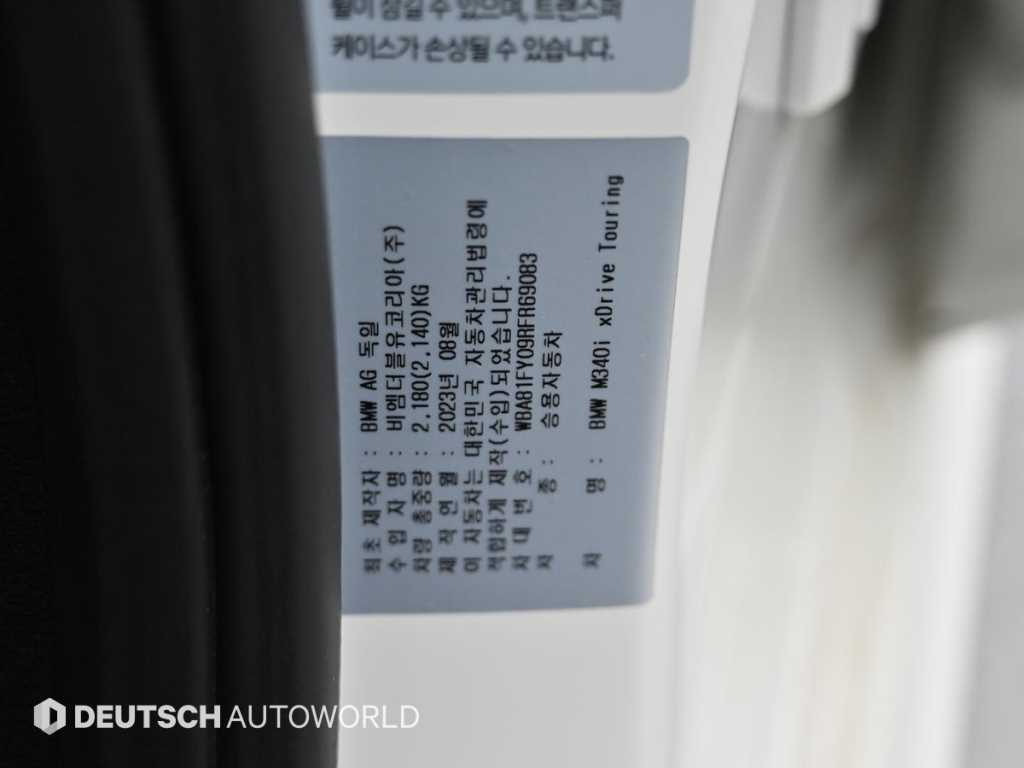 월이 잠길 수 있으며, 트랜스퍼
케이스가 손상될 수 있습니다.
최초 제작자 : BMW AG 독일
수 입 자 명 : 비엠더블유코리아(주)
차량 총중량 : 2,180(2,140)KG
제 작 연 월 : 2023년 08월
이 자동차는 대한민국 자동차관리법령에
적합하게 제작(수입)되었습니다.
차 대 번 호 : WBA81FY09RFR69083
차 종 : 승용자동차
차 명 : BMW M340i xDrive Touring
DEUTSCH AUTOWORLD